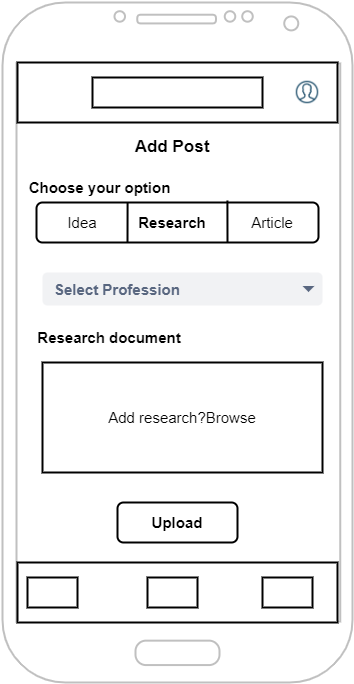 Add Post
Choose your option
Idea Research Article
Select Profession
Research document
Add research?Browse
Upload